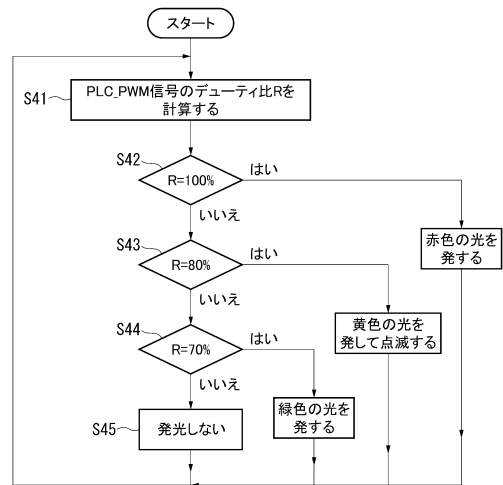 スタート
S41
PLC_PWM信号のデューティ比Rを
計算する
S42
R=100%
はい
いいえ
赤色の光を
発する
S43
R=80%
はい
いいえ
黄色の光を
発して点滅する
S44
R=70%
はい
いいえ
緑色の光を
発する
S45
発光しない